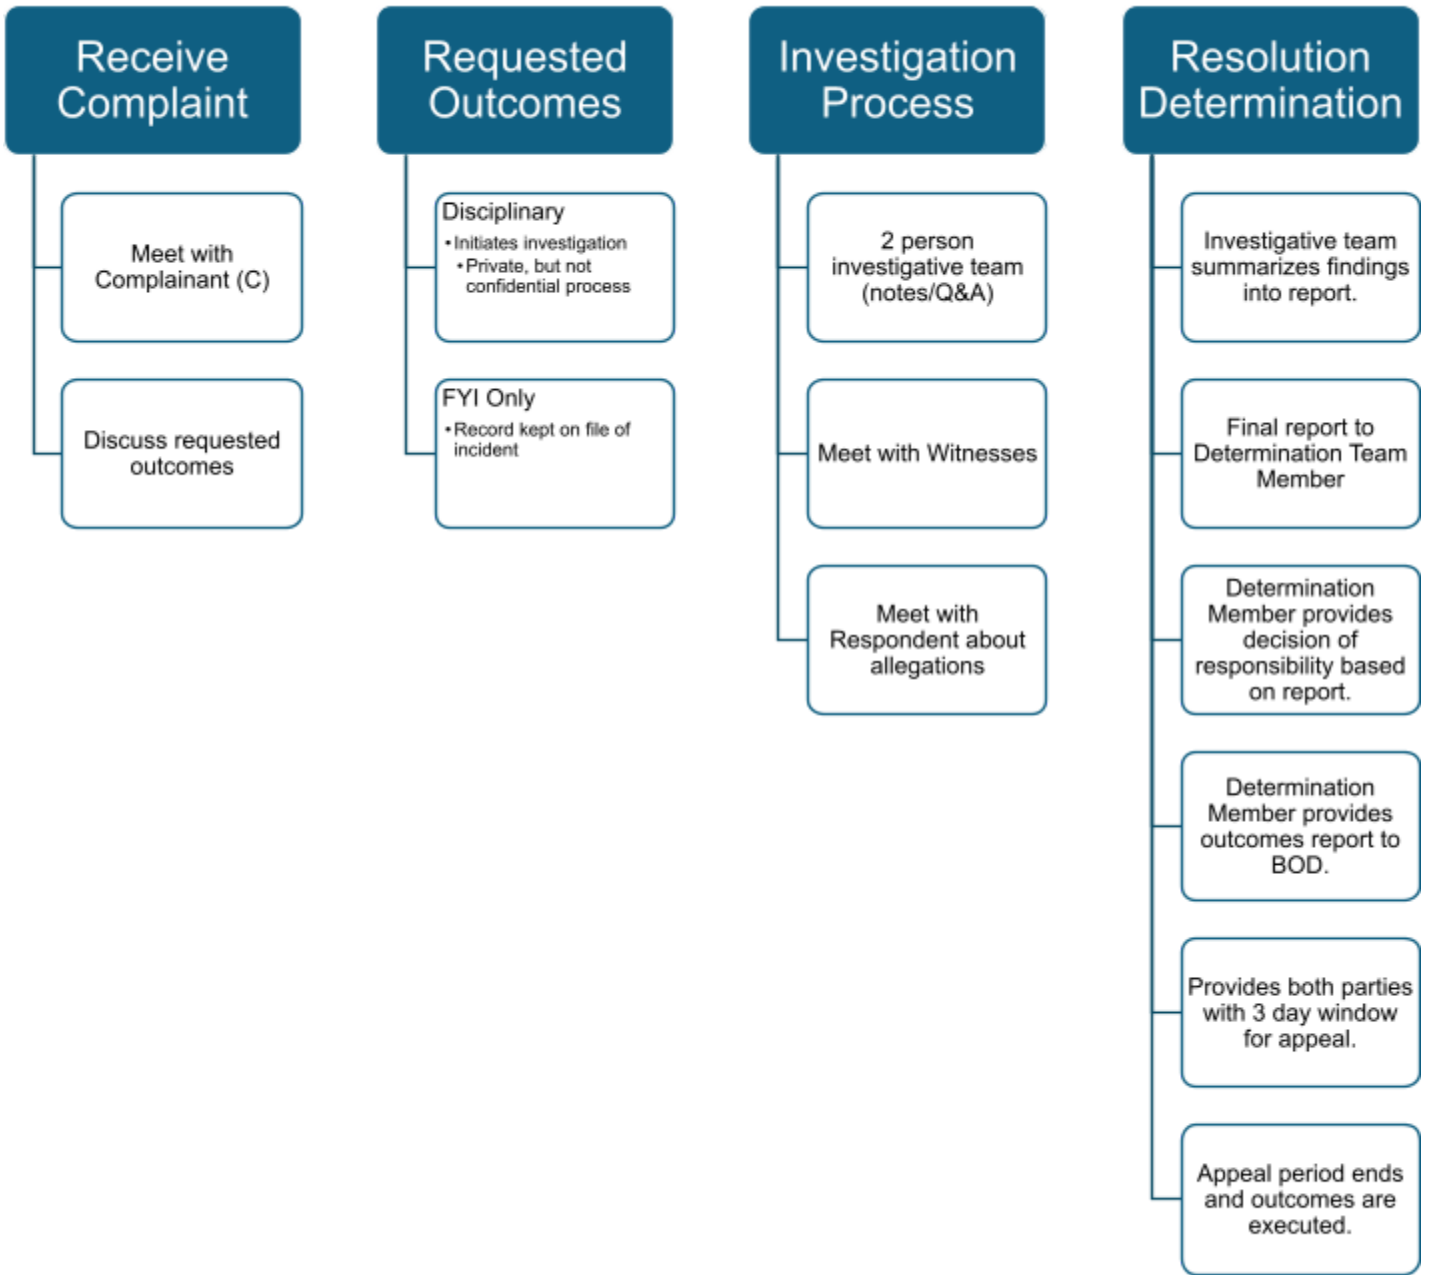 Receive
Complaint
Meet with
Complainant (C)
Discuss requested
outcomes
Requested
Outcomes
Disciplinary
•Initiates investigation
•Private, but not
confidential process
FYI Only
•Record kept on file of
incident
Investigation
Process
2 person
investigative team
(notes/Q&A)
Meet with Witnesses
Meet with
Respondent about
allegations
Resolution
Determination
Investigative team
summarizes findings
into report.
Final report to
Determination Team
Member
Determination
Member provides
decision of
responsibility based
on report.
Determination
Member provides
outcomes report to
BOD.
Provides both parties
with 3 day window
for appeal.
Appeal period ends
and outcomes are
executed.